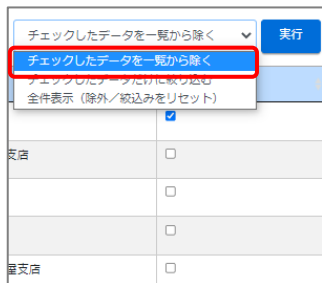 チェックしたデータを一覧から除く
実行
チェックしたデータを一覧から除く
チェックしたデータだけに絞り込む
全件表示（除外／絞込みをリセット）
支店
屋支店